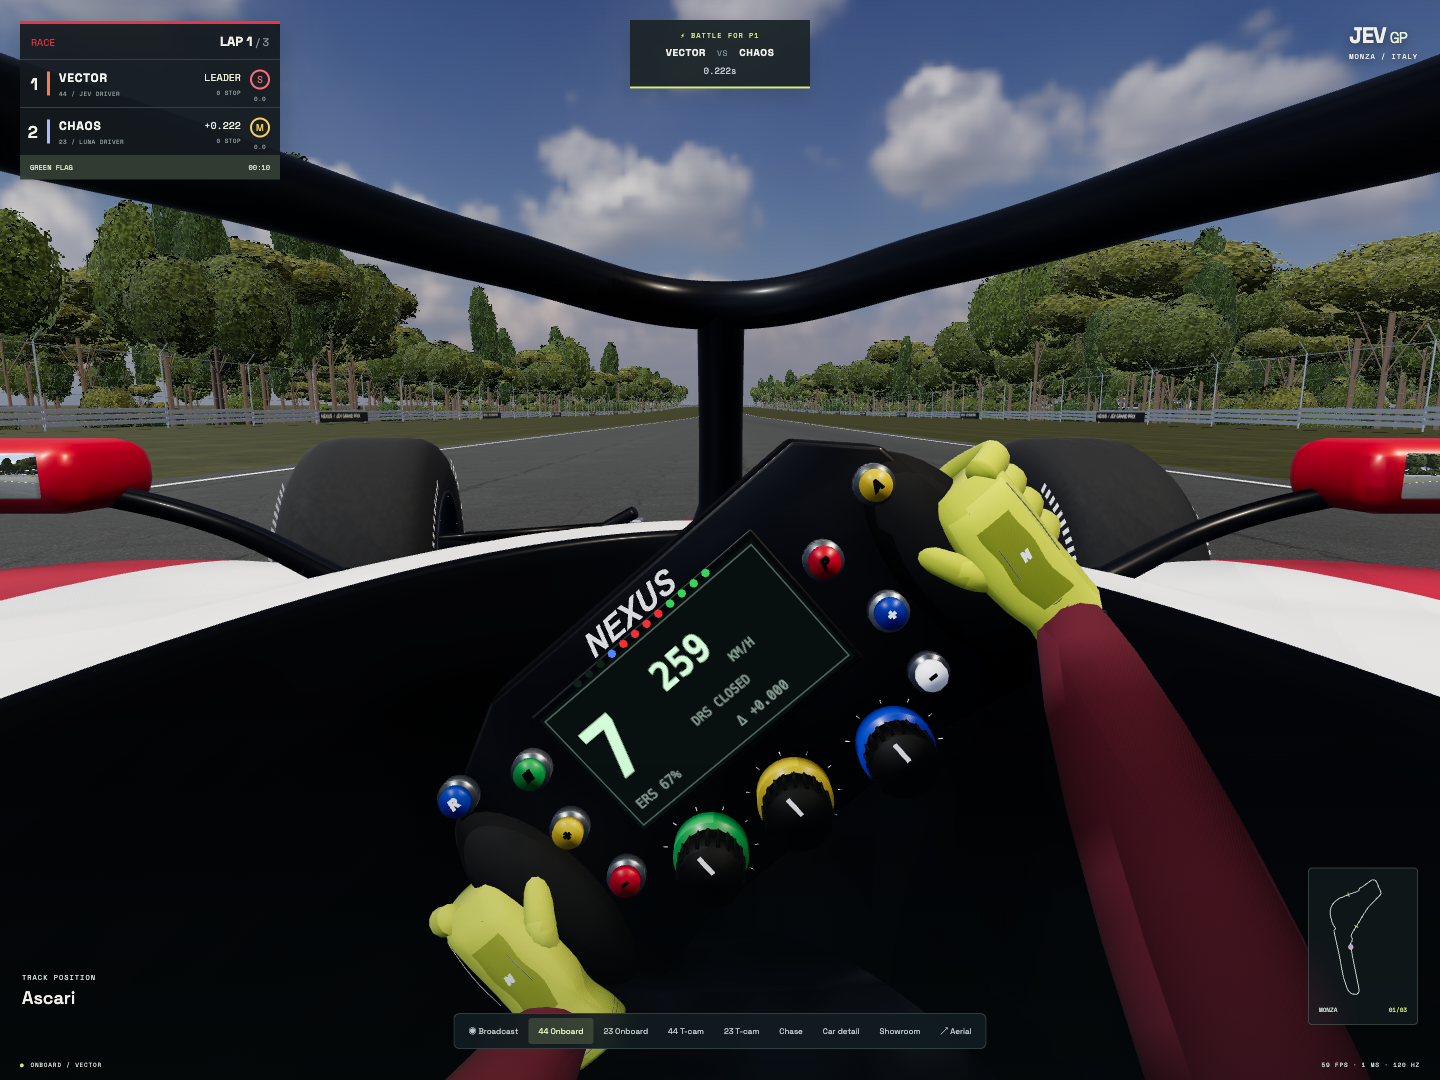 RACE
LAP 1 / 3
1 VECTOR LEADER S
44 / JEV DRIVER 0 STOP 0.0
2 CHAOS +0.222 M
23 / LUNA DRIVER 0 STOP 0.0
GREEN FLAG 00:10
⚡ BATTLE FOR P1
VECTOR VS CHAOS
0.222s
JEV GP
MONZA / ITALY
NEXUS
259 KM/H
7
DRS CLOSED
Δ +0.000
ERS 67%
A
P
R
N
N
TRACK POSITION
Ascari
ONBOARD / VECTOR
Broadcast
44 Onboard
23 Onboard
44 T-cam
23 T-cam
Chase
Car detail
Showroom
↗ Aerial
MONZA 01/03
59 FPS · 1 MS · 120 HZ